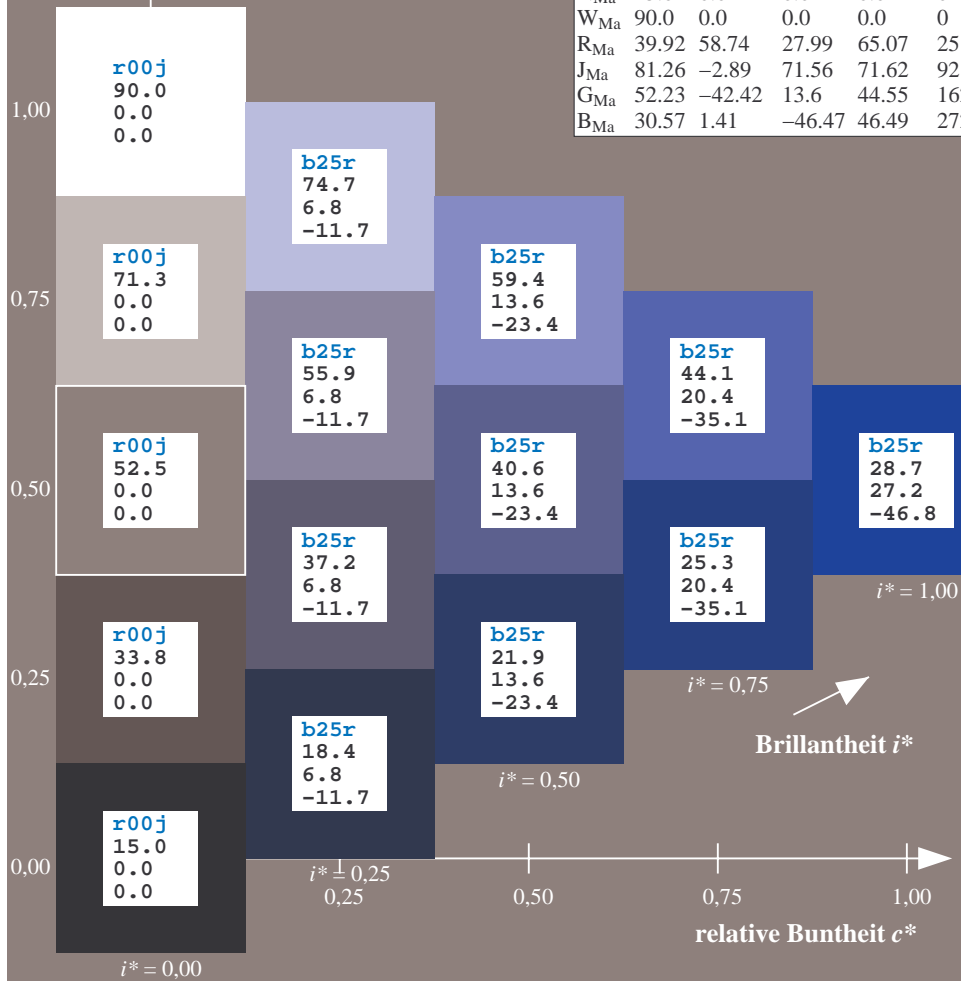 W_Ma 90.0 0.0 0.0 0.0 0
R_Ma 39.92 58.74 27.99 65.07 25
J_Ma 81.26 −2.89 71.56 71.62 92
G_Ma 52.23 −42.42 13.6 44.55
B_Ma 30.57 1.41 −46.47 46.49
r00j
90.0
0.0
0.0
1,00
b25r
74.7
6.8
-11.7
r00j
71.3
0.0
0.0
b25r
59.4
13.6
-23.4
0,75
b25r
55.9
6.8
-11.7
b25r
44.1
20.4
-35.1
r00j
52.5
0.0
0.0
b25r
40.6
13.6
-23.4
b25r
28.7
27.2
-46.8
0,50
b25r
37.2
6.8
-11.7
b25r
25.3
20.4
-35.1
i* = 1,00
r00j
33.8
0.0
0.0
b25r
21.9
13.6
-23.4
0,25
i* = 0,75
b25r
18.4
6.8
-11.7
Brillantheit i*
i* = 0,50
r00j
15.0
0.0
0.0
0,00
i* = 0,25
0,25 0,50 0,75 1,00
relative Buntheit c*
i* = 0,00